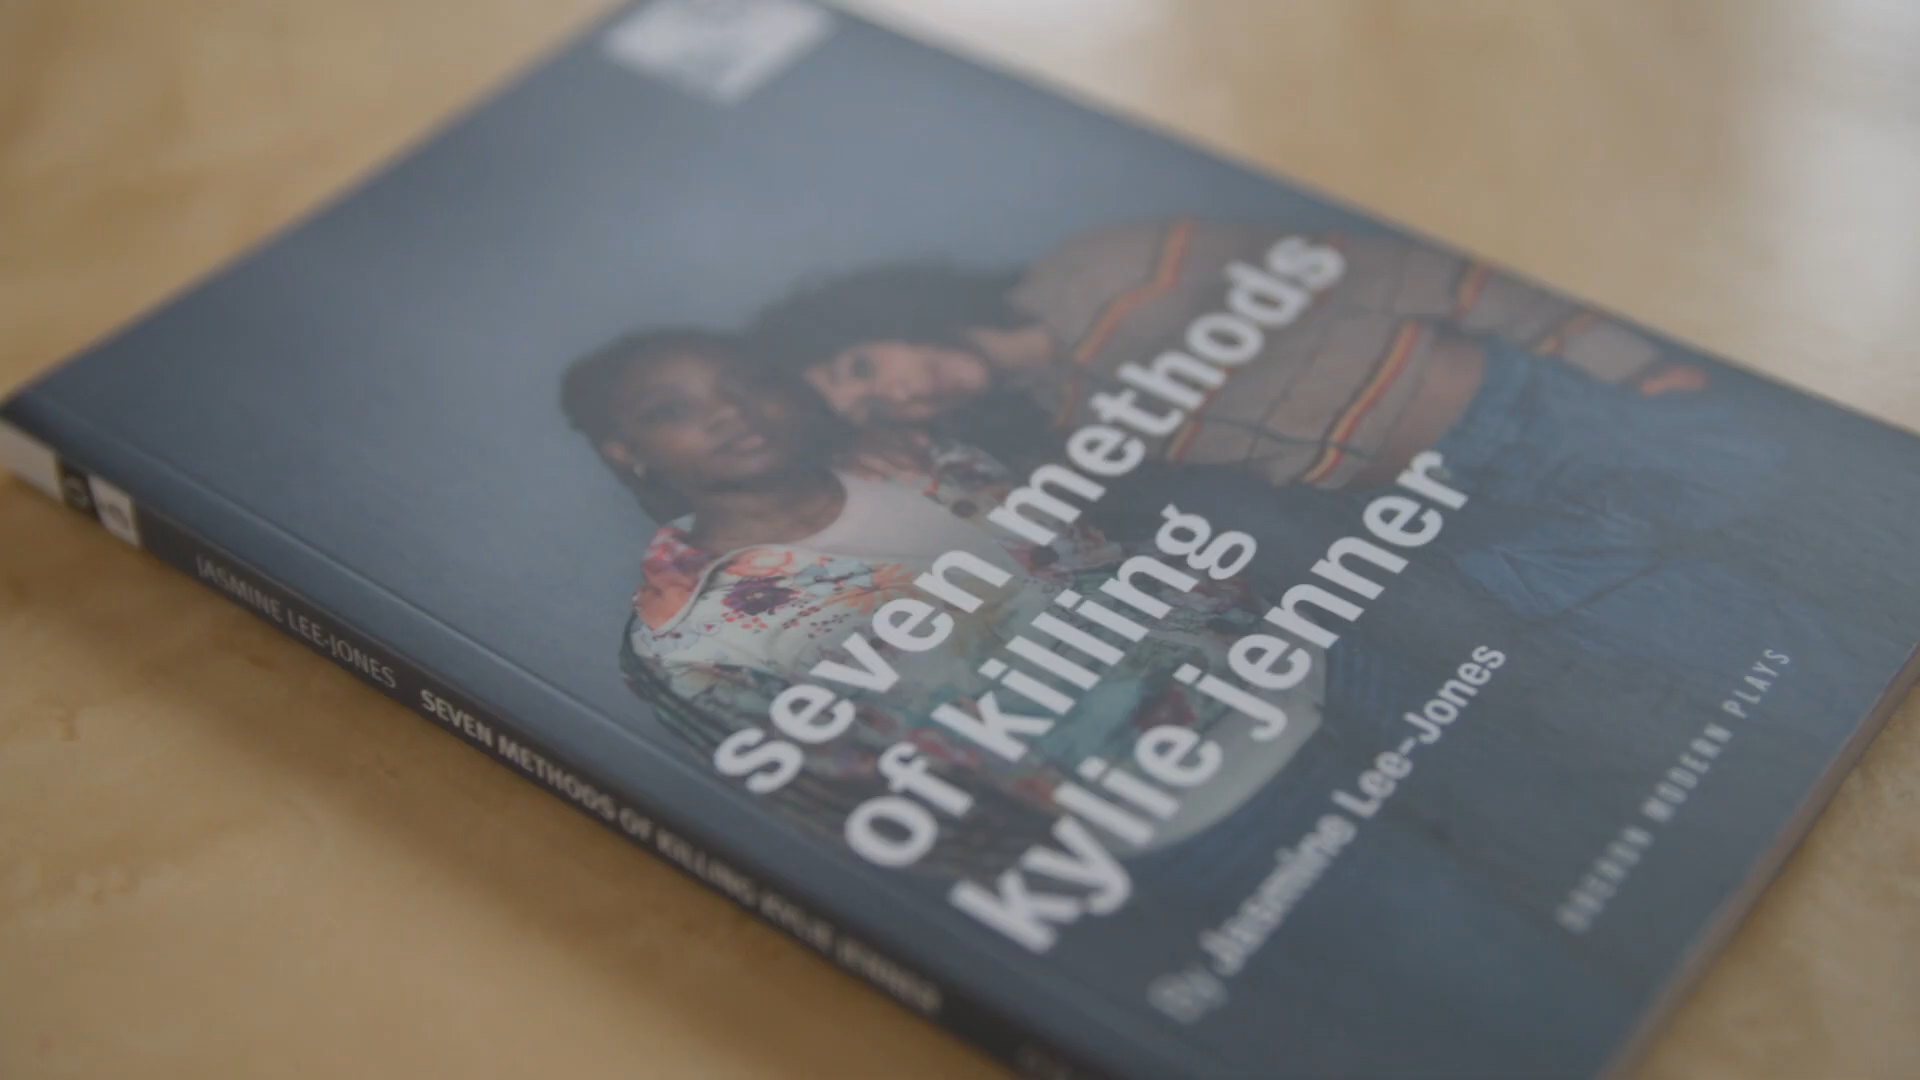 seven methods
of killing
kylie jenner
By Jasmine Lee-Jones
OBERON MODERN PLAYS
JASMINE LEE-JONES SEVEN METHODS OF KILLING KYLIE JENNER